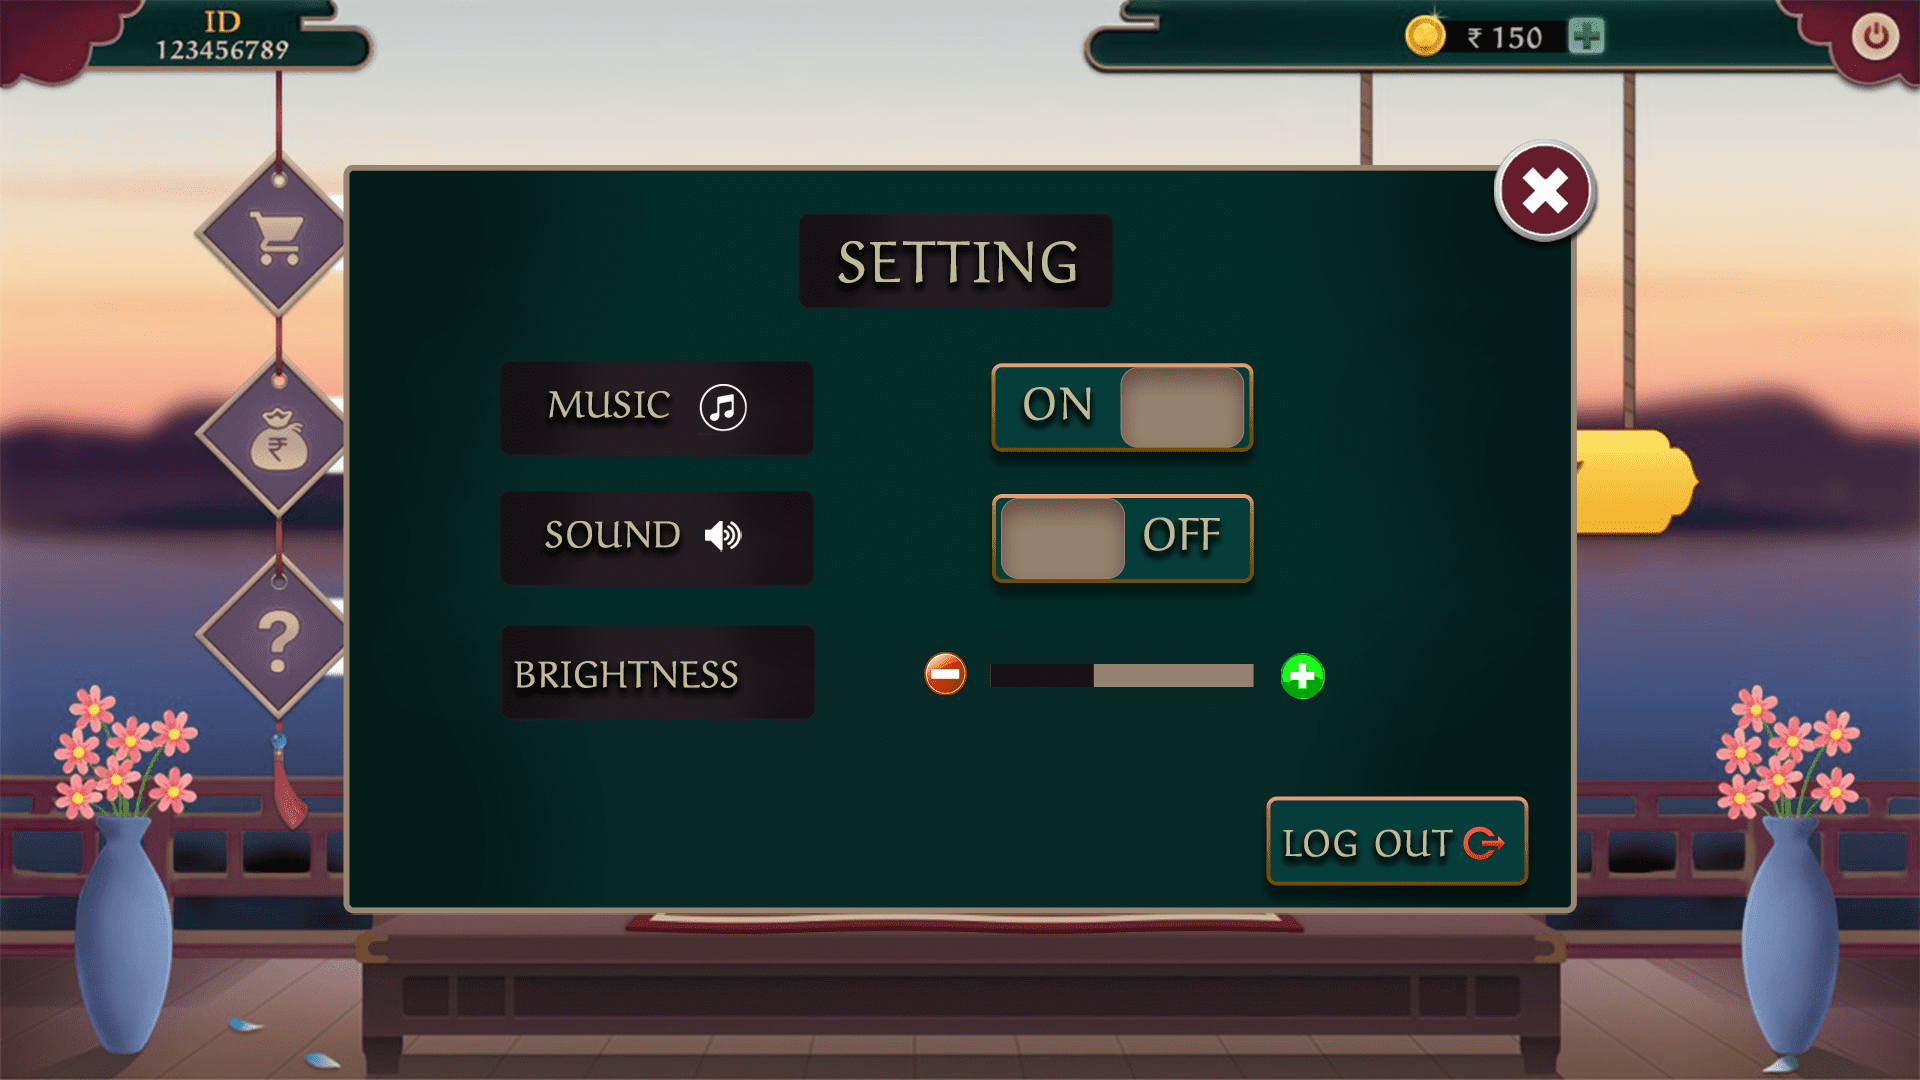 ID
123456789
₹ 150
SETTING
MUSIC
ON
SOUND
OFF
BRIGHTNESS
LOG OUT